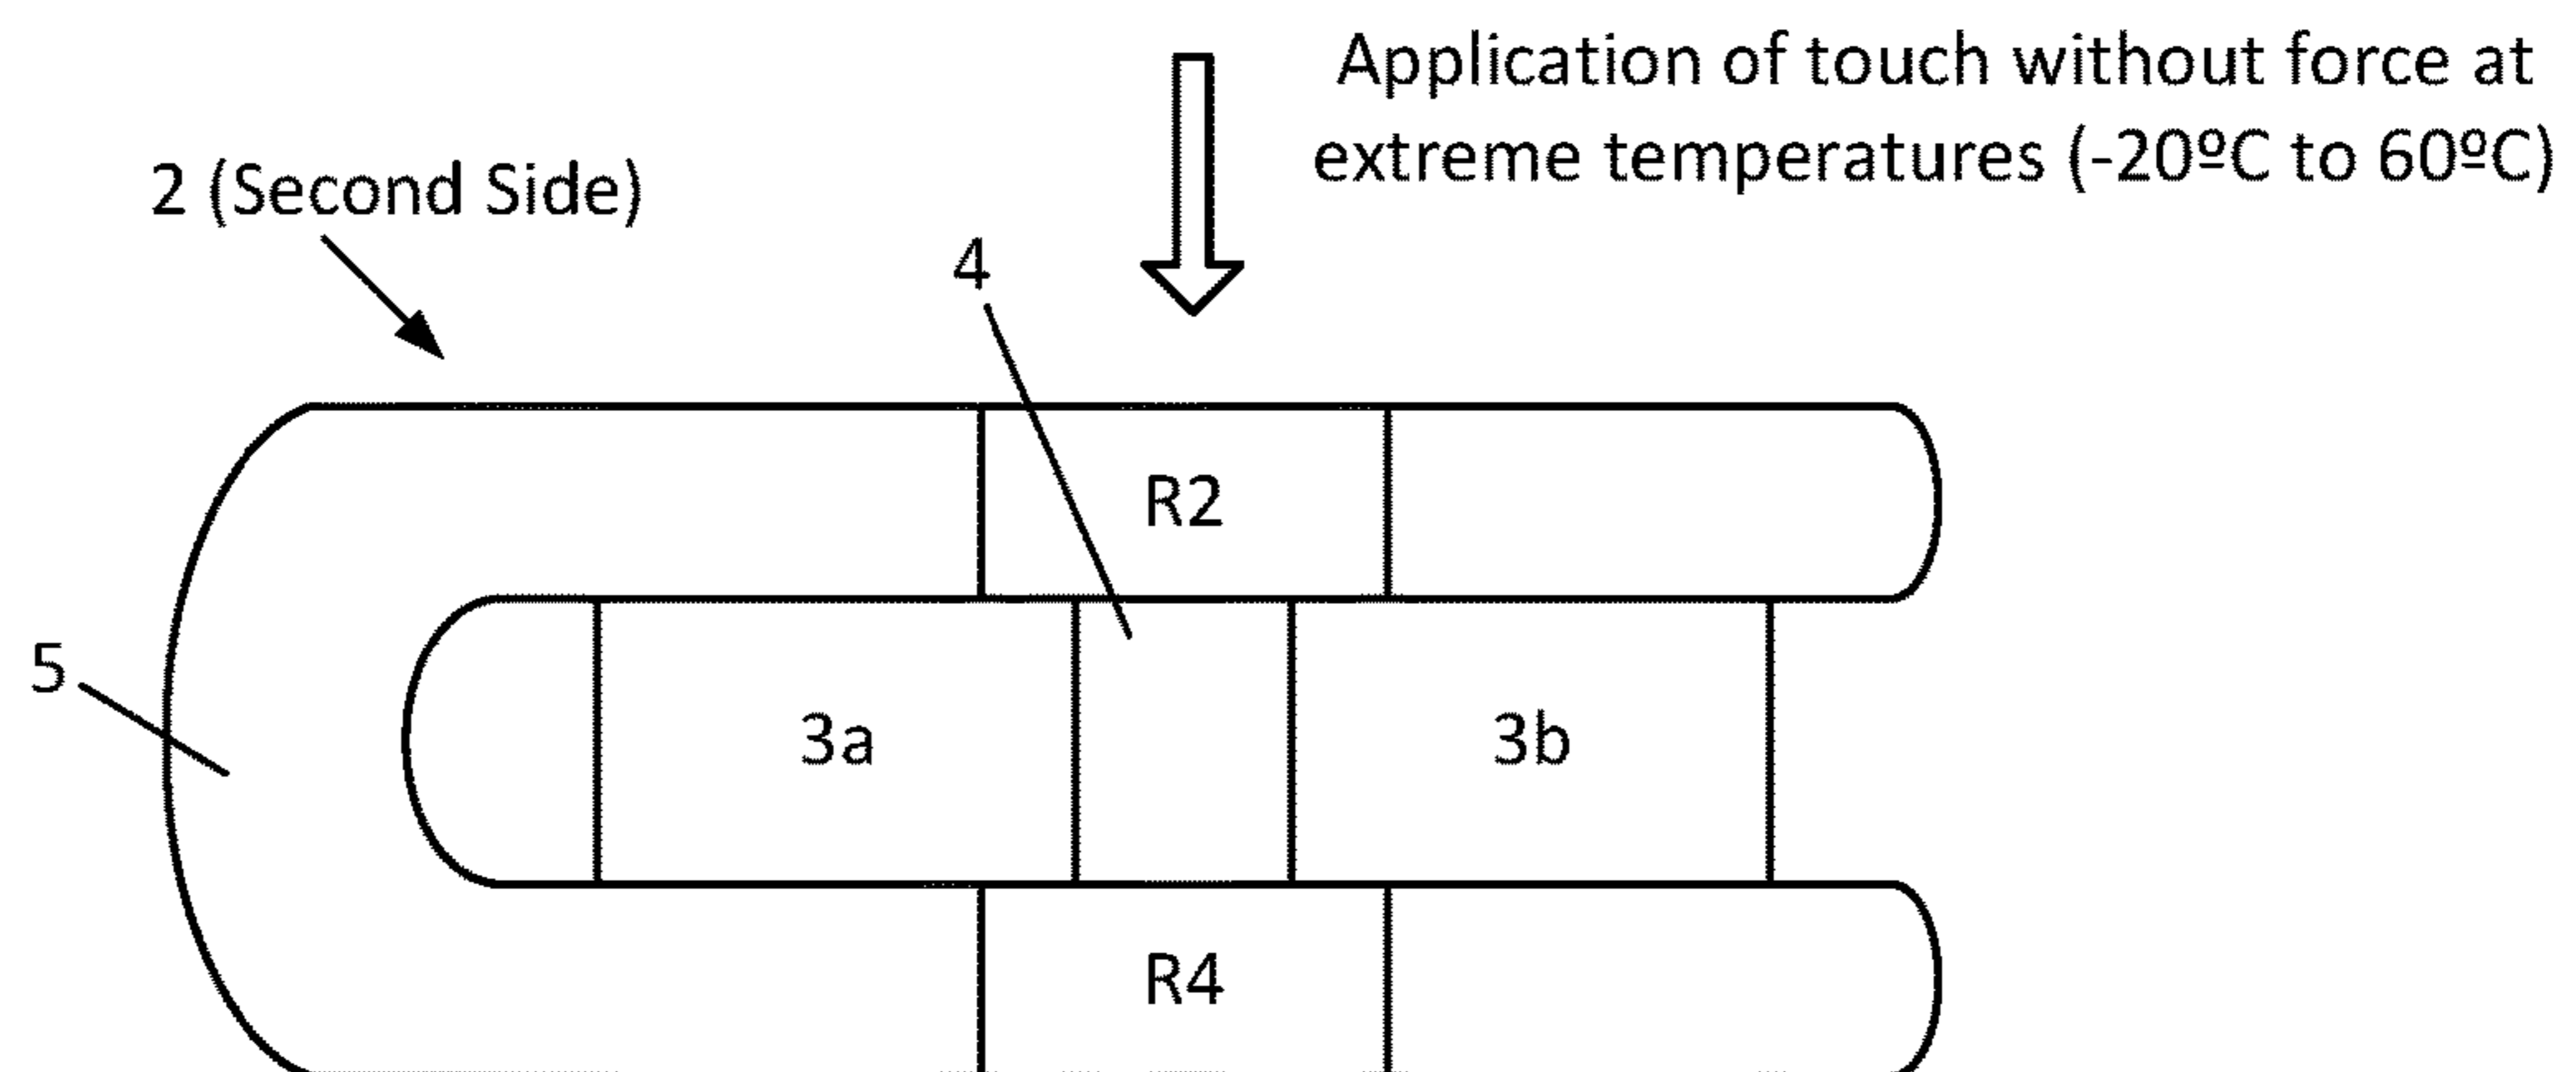 Application of touch without force at
extreme temperatures (-20ºC to 60ºC)
2 (Second Side)
4
R2
5
3a
3b
R4